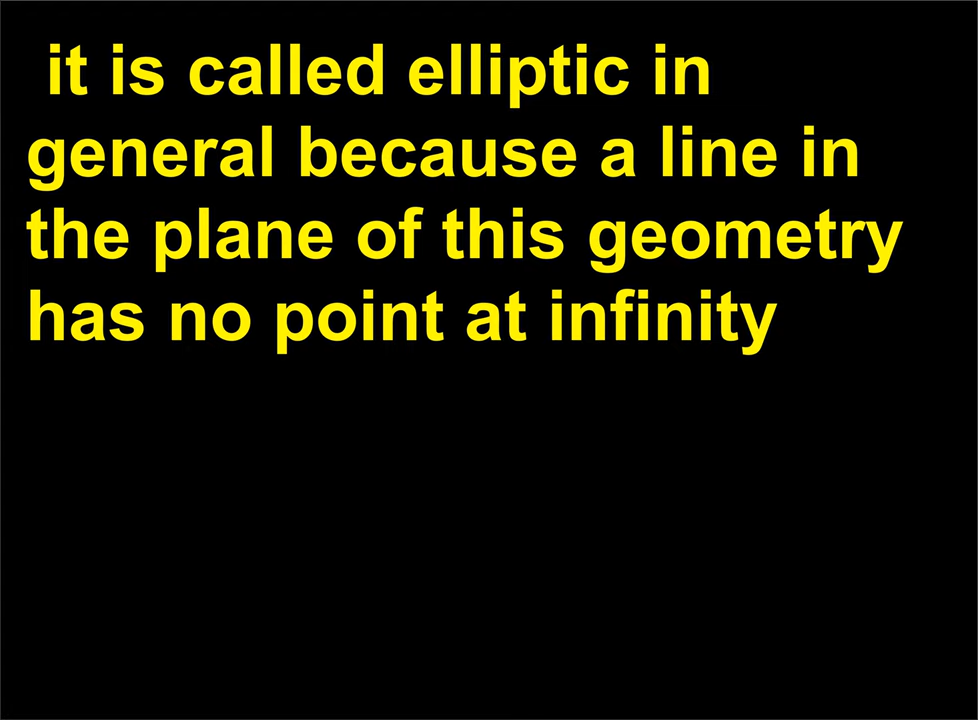 it is called elliptic in
general because a line in
the plane of this geometry
has no point at infinity